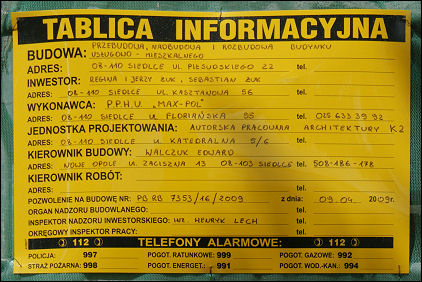 TABLICA INFORMACYJNA
PRZEBUDOWA, NADBUDOWA I ROZBUDOWA BUDYNKU
BUDOWA: USŁUGOWO - MIESZKALNEGO
ADRES: 08-110 SIEDLCE UL. PIŁSUDSKIEGO 22 tel.
INWESTOR: REGINA I JERZY ŻUK, SEBASTIAN ŻUK
ADRES: 08-110 SIEDLCE UL. KASZTANOWA 56 tel.
WYKONAWCA: P.P.H.U. „MAX-POL"
ADRES: 08-110 SIEDLCE UL. FLORIAŃSKA 55 tel. 025 633 39 92
JEDNOSTKA PROJEKTOWANIA: AUTORSKA PRACOWNIA ARCHITEKTURY K2
ADRES: 08-110 SIEDLCE UL. KATEDRALNA 5/6 tel.
KIEROWNIK BUDOWY: WALCZUK EDWARD
ADRES: NOWE OPOLE UL. ZACISZNA 13 08-103 SIEDLCE tel. 508-186-178
KIEROWNIK ROBÓT:
ADRES: tel.
POZWOLENIE NA BUDOWĘ NR: PB RB 7353/16/2009 z dnia: 09.04. 2009r.
ORGAN NADZORU BUDOWLANEGO: tel.
INSPEKTOR NADZORU INWESTORSKIEGO: INŻ. HENRYK LECH tel.
OKRĘGOWY INSPEKTOR PRACY: tel.
112 TELEFONY ALARMOWE: 112
POLICJA: 997 POGOT. RATUNKOWE: 999 POGOT. GAZOWE: 992
STRAŻ POŻARNA: 998 POGOT. ENERGET.: 991 POGOT. WOD.-KAN.: 994